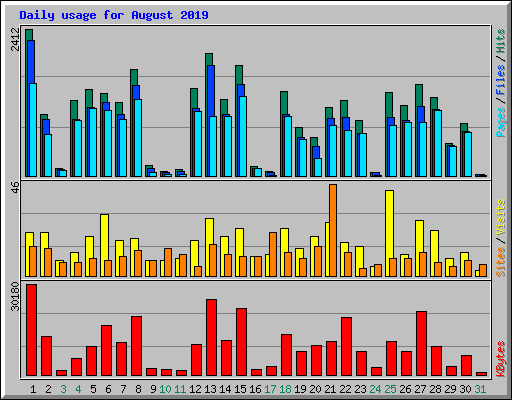 Daily usage for August 2019
2412
Pages / Files / Hits
46
Sites / Visits
30180
KBytes
1 2 3 4 5 6 7 8 9 10 11 12 13 14 15 16 17 18 19 20 21 22 23 24 25 26 27 28 29 30 31